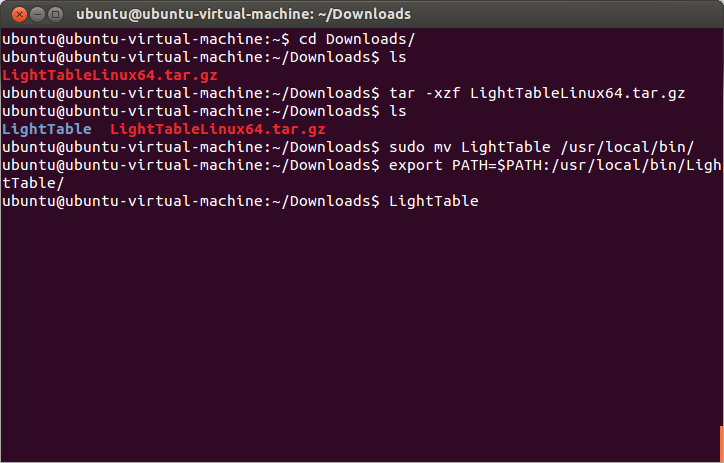 ubuntu@ubuntu-virtual-machine: ~/Downloads
ubuntu@ubuntu-virtual-machine:~$ cd Downloads/
ubuntu@ubuntu-virtual-machine:~/Downloads$ ls
LightTableLinux64.tar.gz
ubuntu@ubuntu-virtual-machine:~/Downloads$ tar -xzf LightTableLinux64.tar.gz
ubuntu@ubuntu-virtual-machine:~/Downloads$ ls
LightTable  LightTableLinux64.tar.gz
ubuntu@ubuntu-virtual-machine:~/Downloads$ sudo mv LightTable /usr/local/bin/
ubuntu@ubuntu-virtual-machine:~/Downloads$ export PATH=$PATH:/usr/local/bin/Ligh
tTable/
ubuntu@ubuntu-virtual-machine:~/Downloads$ LightTable